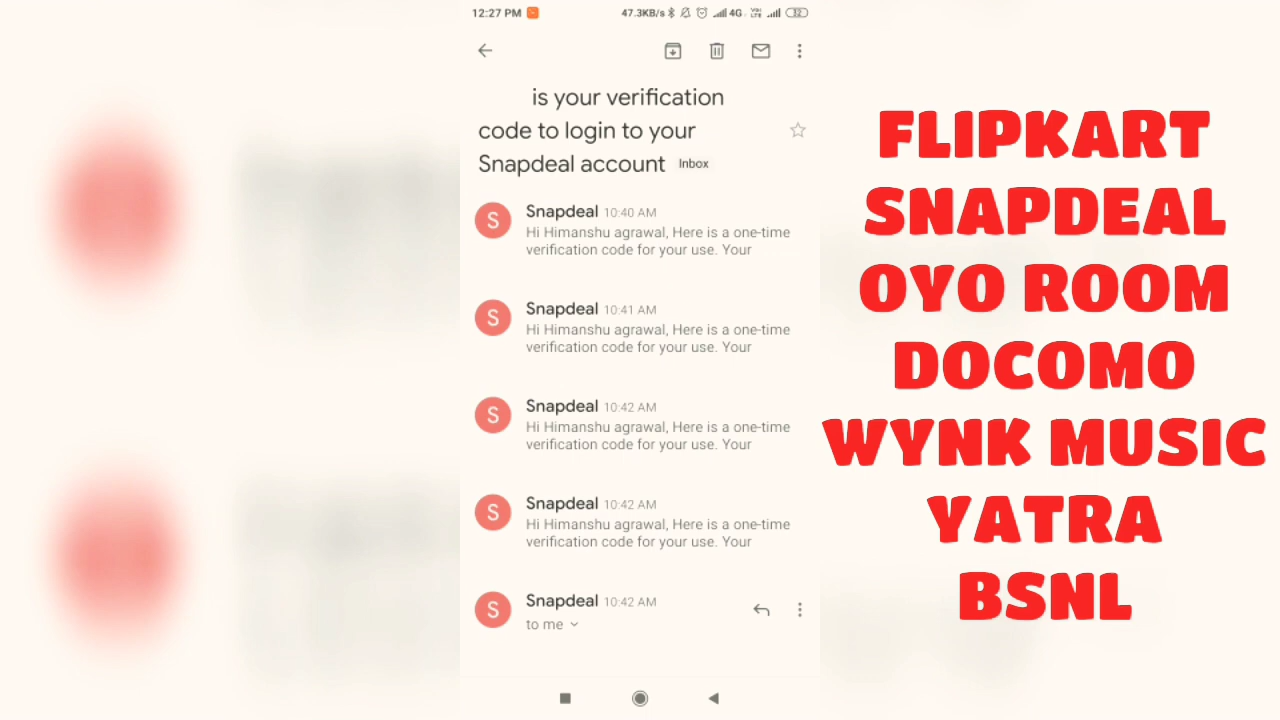 12:27 PM 47.3KB/s 4G VoLTE 32
is your verification
code to login to your
Snapdeal account Inbox
S Snapdeal 10:40 AM
Hi Himanshu agrawal, Here is a one-time
verification code for your use. Your
S Snapdeal 10:41 AM
Hi Himanshu agrawal, Here is a one-time
verification code for your use. Your
S Snapdeal 10:42 AM
Hi Himanshu agrawal, Here is a one-time
verification code for your use. Your
S Snapdeal 10:42 AM
Hi Himanshu agrawal, Here is a one-time
verification code for your use. Your
S Snapdeal 10:42 AM
to me
FLIPKART
SNAPDEAL
OYO ROOM
DOCOMO
WYNK MUSIC
YATRA
BSNL